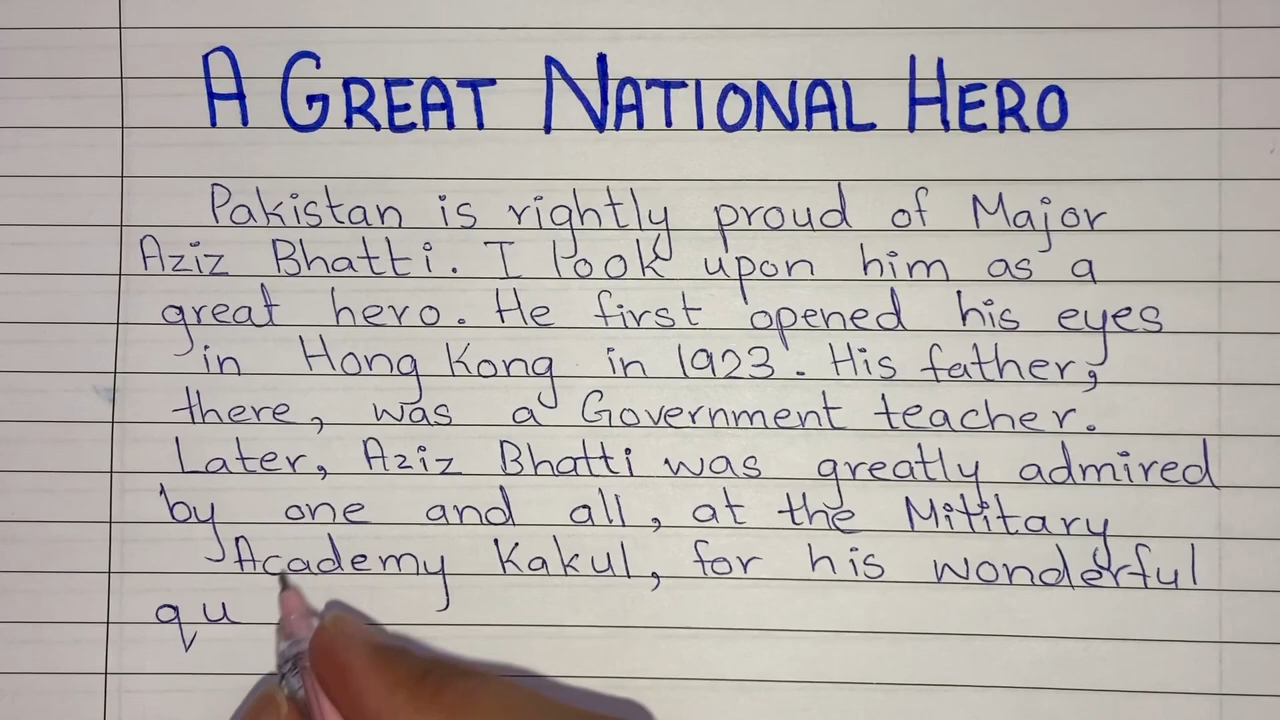 A GREAT NATIONAL HERO
Pakistan is rightly proud of Major
Aziz Bhatti. I look upon him as a
great hero. He first opened his eyes
in Hong Kong in 1923. His father,
there, was a Government teacher.
Later, Aziz Bhatti was greatly admired
by one and all, at the Mititary
Academy Kakul, for his wonderful
qu